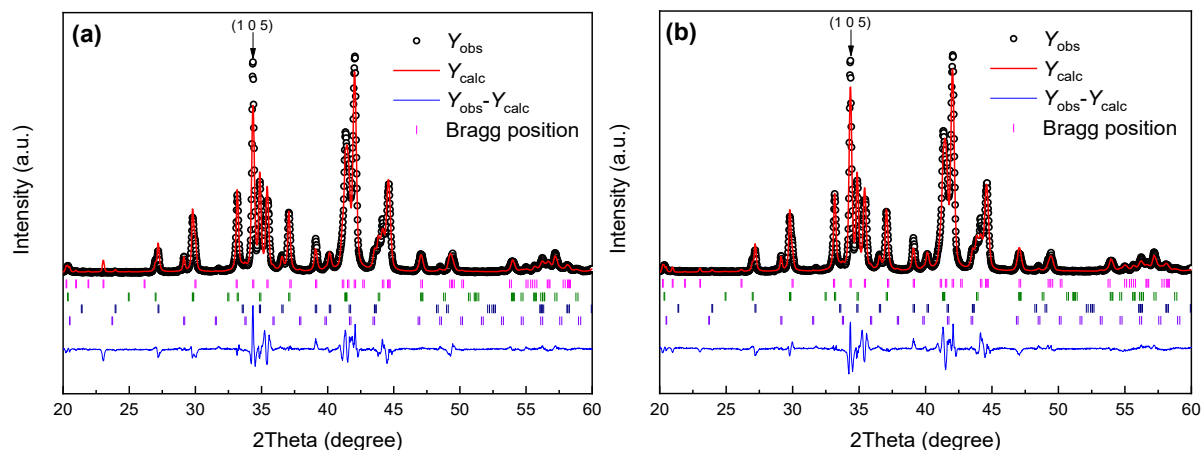 (a)
(1 0 5)
Yobs
Ycalc
Yobs-Ycalc
Bragg position
Intensity (a.u.)
20 25 30 35 40 45 50 55 60
2Theta (degree)
(b)
(1 0 5)
Yobs
Ycalc
Yobs-Ycalc
Bragg position
Intensity (a.u.)
20 25 30 35 40 45 50 55 60
2Theta (degree)